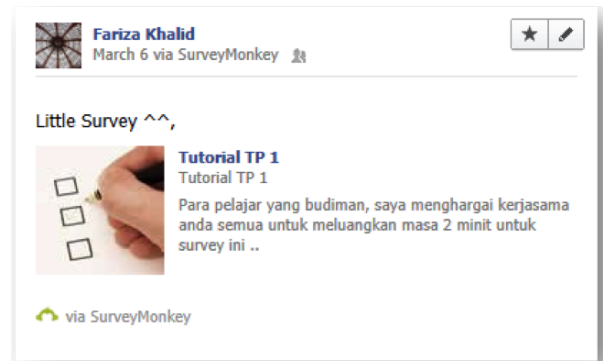 Fariza Khalid
March 6 via SurveyMonkey
Little Survey ^^,
Tutorial TP 1
Tutorial TP 1
Para pelajar yang budiman, saya menghargai kerjasama
anda semua untuk meluangkan masa 2 minit untuk
survey ini ..
via SurveyMonkey